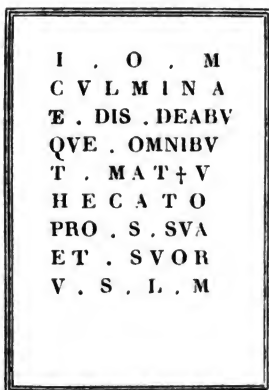 I . O . M
CVLMINA
Æ . DIS . DEABV
QVE . OMNIBV
T . MAT†V
HECATO
PRO . S . SVA
ET . SVOR
V . S . L . M